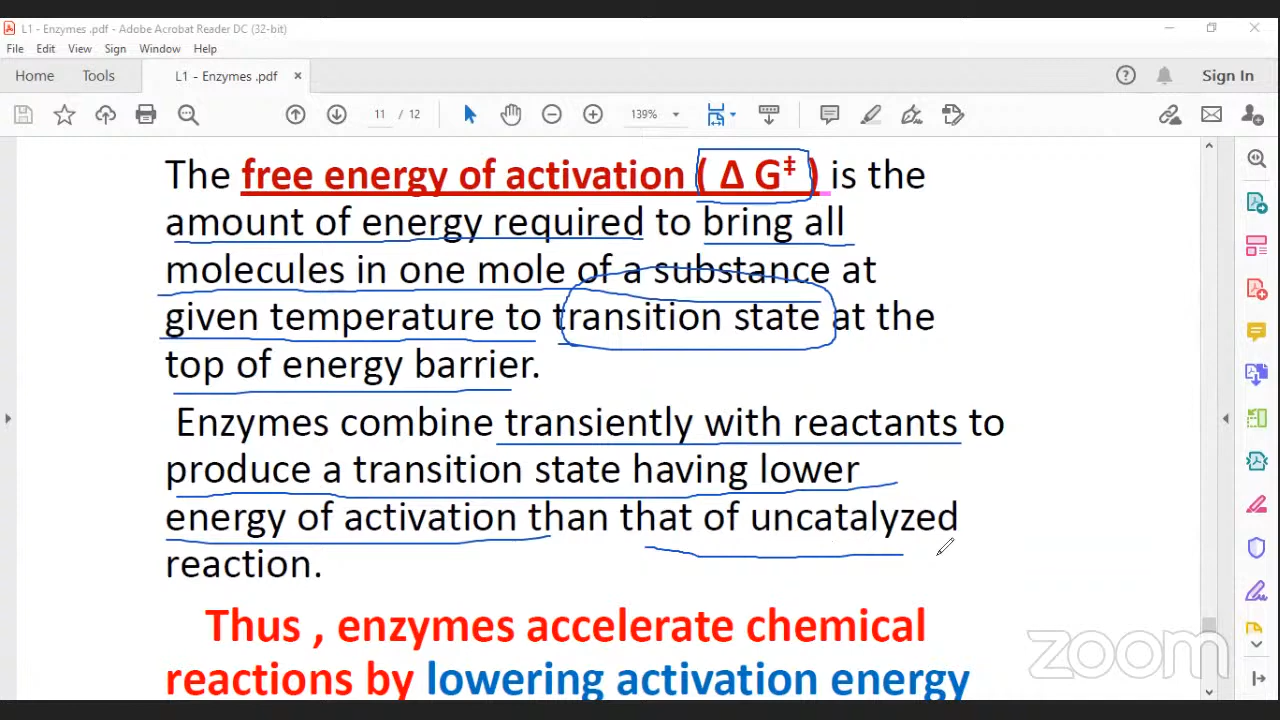 L1 - Enzymes .pdf - Adobe Acrobat Reader DC (32-bit)
File Edit View Sign Window Help
Home Tools L1 - Enzymes .pdf × Sign In
11 / 12 139%
The free energy of activation ( Δ G‡ ) is the
amount of energy required to bring all
molecules in one mole of a substance at
given temperature to transition state at the
top of energy barrier.
Enzymes combine transiently with reactants to
produce a transition state having lower
energy of activation than that of uncatalyzed
reaction.
Thus , enzymes accelerate chemical
reactions by lowering activation energy
zoom